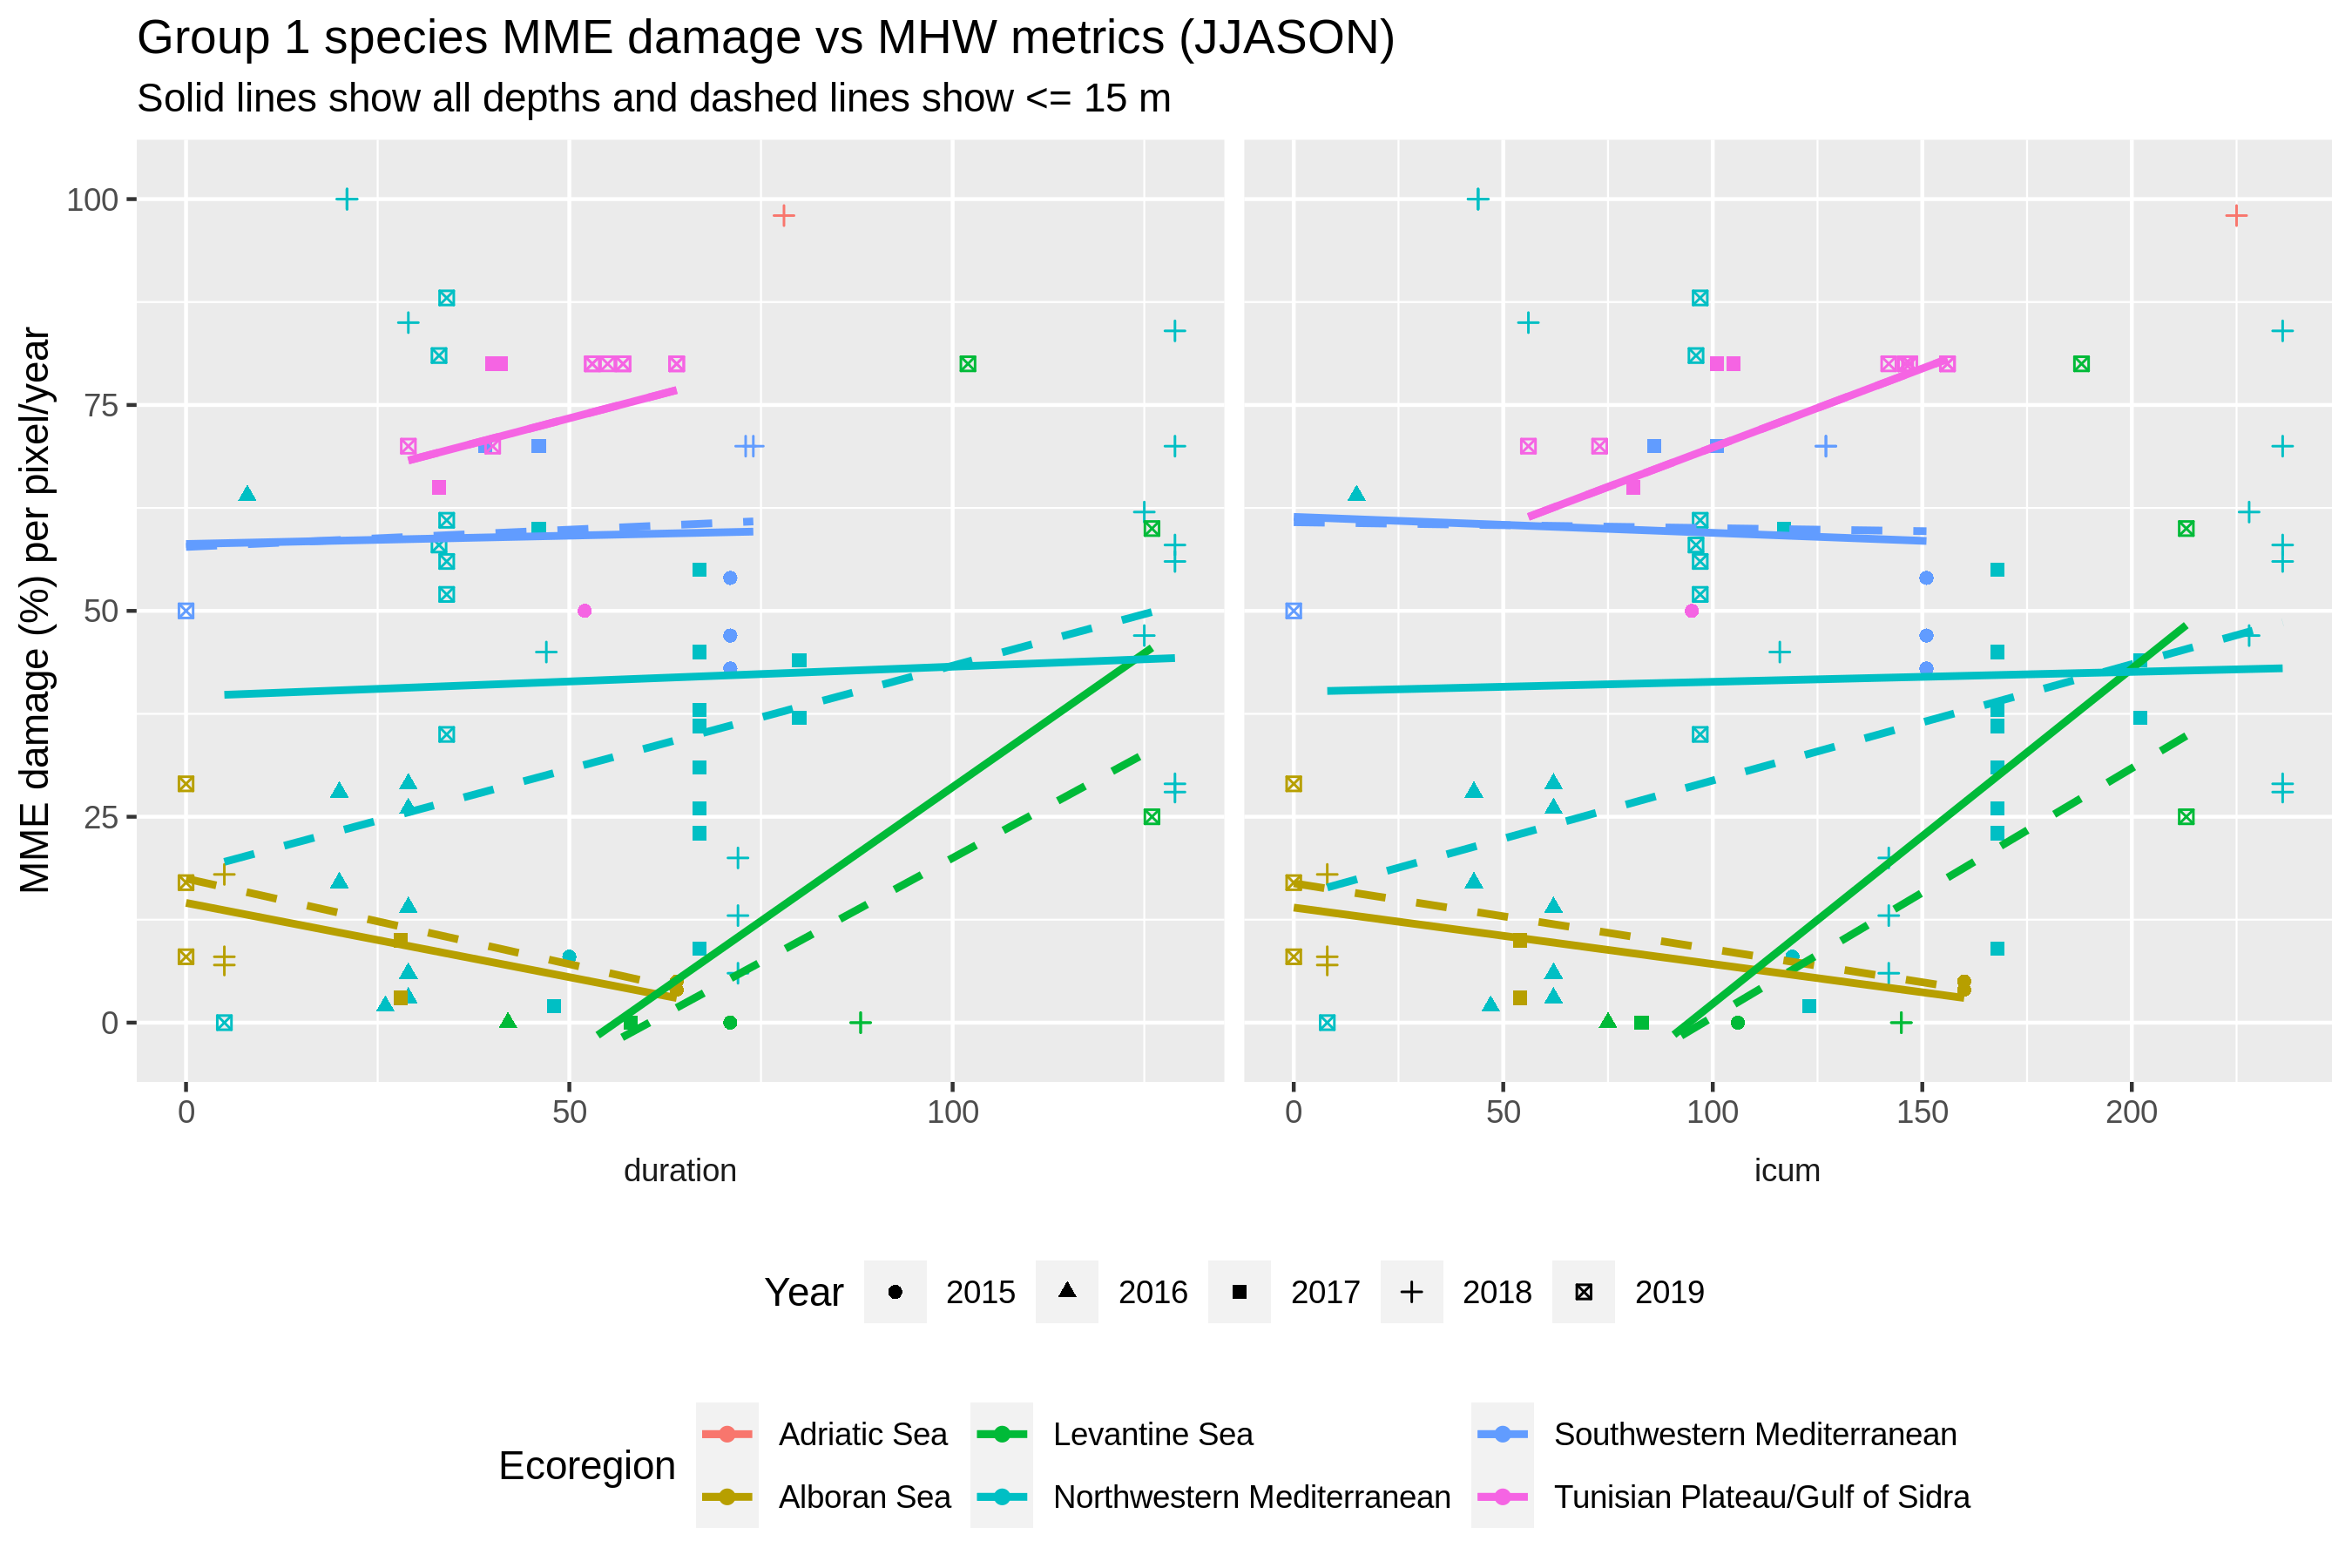 Group 1 species MME damage vs MHW metrics (JJASON)
Solid lines show all depths and dashed lines show <= 15 m
MME damage (%) per pixel/year
100
75
50
25
0
0 50 100
0 50 100 150 200
duration
icum
Year 2015 2016 2017 2018 2019
Ecoregion
Adriatic Sea Levantine Sea Southwestern Mediterranean
Alboran Sea Northwestern Mediterranean Tunisian Plateau/Gulf of Sidra